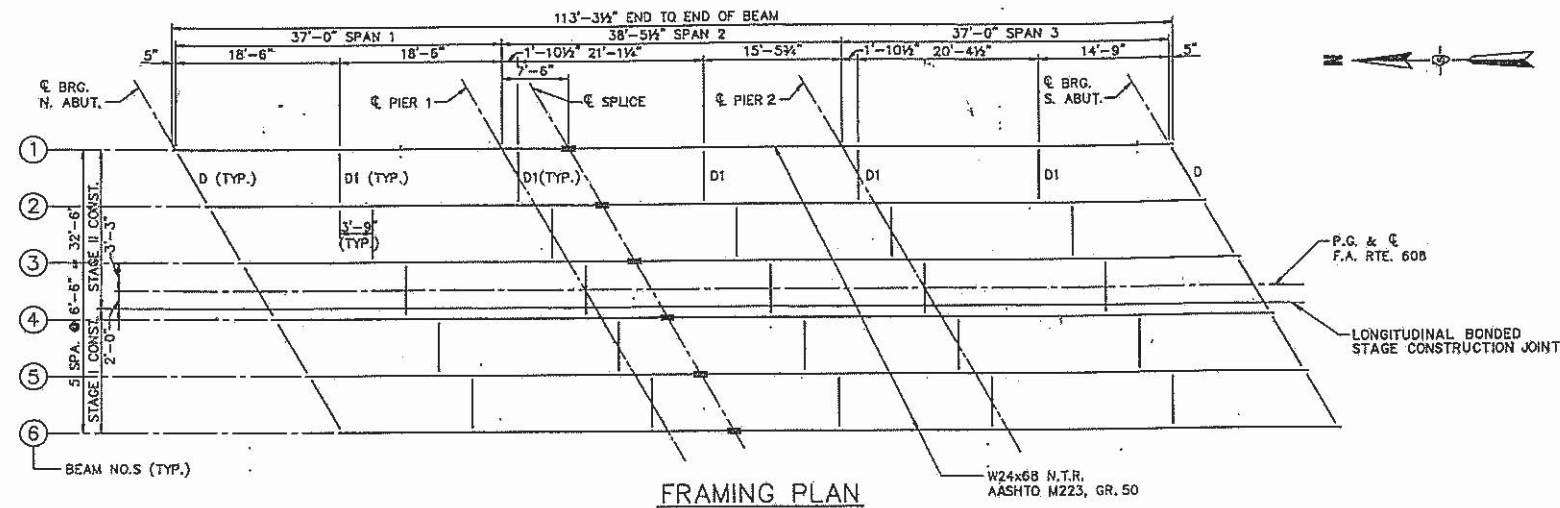 113'-3½" END TO END OF BEAM
37'-0" SPAN 1
38'-5½" SPAN 2
37'-0" SPAN 3
5"
18'-6"
18'-6"
1'-10½"
21'-1¼"
15'-5¾"
1'-10½"
20'-4½"
14'-9"
5"
7'-6"
℄ BRG.
N. ABUT.
℄ PIER 1
℄ SPLICE
℄ PIER 2
℄ BRG.
S. ABUT.
1
D (TYP.)
D1 (TYP.)
D1(TYP.)
D1
D1
D1
D
2
3'-9"
(TYP.)
3
4
5
6
5 SPA. @ 6'-6" = 32'-6"
STAGE I CONST.
STAGE II CONST.
2'-0"
3'-3"
P.G. & ℄
F.A. RTE. 608
LONGITUDINAL BONDED
STAGE CONSTRUCTION JOINT
BEAM NO.S (TYP.)
W24x68 N.T.R.
AASHTO M223, GR. 50
FRAMING PLAN